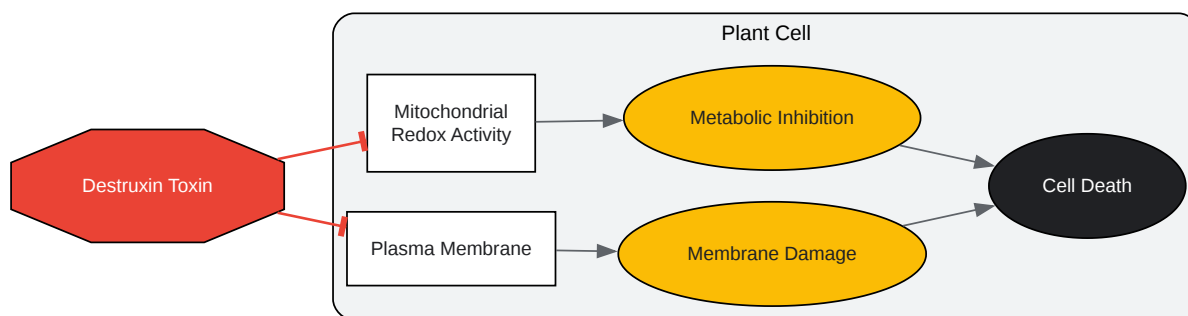 Plant Cell
Mitochondrial
Redox Activity
Metabolic Inhibition
Destruxin Toxin
Cell Death
Plasma Membrane
Membrane Damage